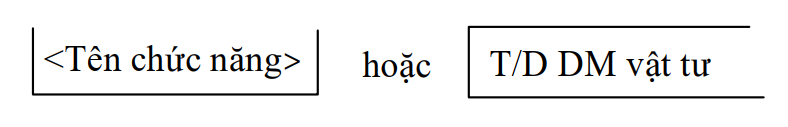 <Tên chức năng> hoặc T/D DM vật tư